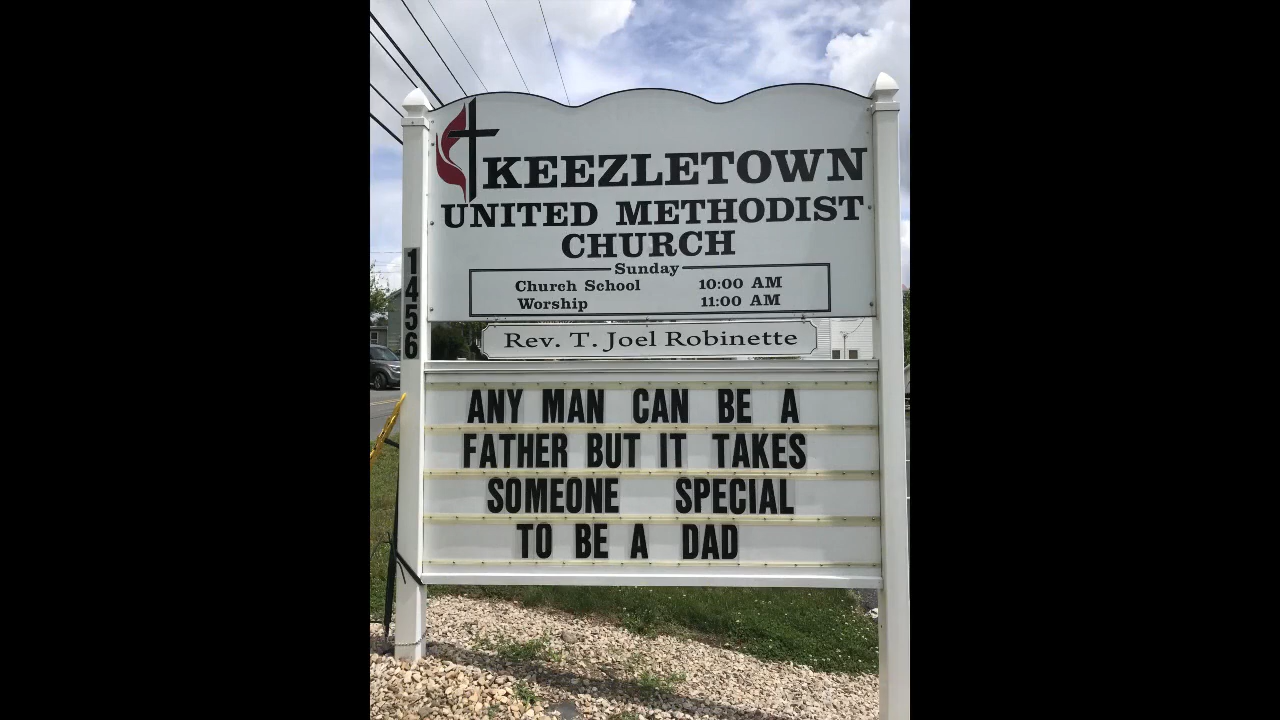 KEEZLETOWN
UNITED METHODIST
CHURCH
Sunday
Church School 10:00 AM
Worship 11:00 AM
1456
Rev. T. Joel Robinette
ANY MAN CAN BE A
FATHER BUT IT TAKES
SOMEONE SPECIAL
TO BE A DAD